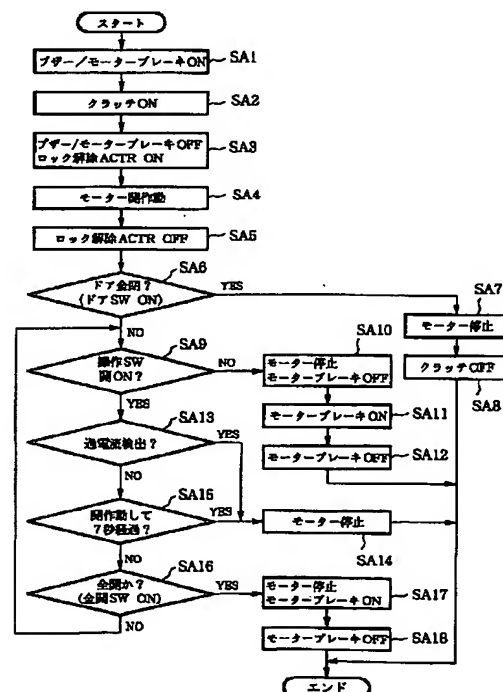 スタート
ブザー/モーターブレーキON
SA1
クラッチON
SA2
ブザー/モーターブレーキOFF
ロック解除ACTR ON
SA3
モーター開作動
SA4
ロック解除ACTR OFF
SA5
ドア全閉?
(ドアSW ON)
SA6
YES
NO
SA7
モーター停止
クラッチOFF
SA8
操作SW
開ON?
SA9
NO
YES
SA10
モーター停止
モーターブレーキOFF
モーターブレーキON
SA11
モーターブレーキOFF
SA12
過電流検出?
SA13
YES
NO
開作動して
7秒経過?
SA15
YES
NO
モーター停止
SA14
全開か?
(全開SW ON)
SA16
YES
NO
モーター停止
モーターブレーキON
SA17
モーターブレーキOFF
SA18
エンド